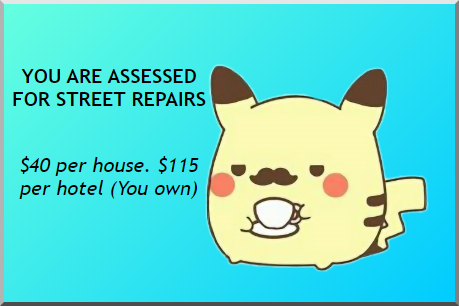 YOU ARE ASSESSED
FOR STREET REPAIRS
$40 per house. $115
per hotel (You own)